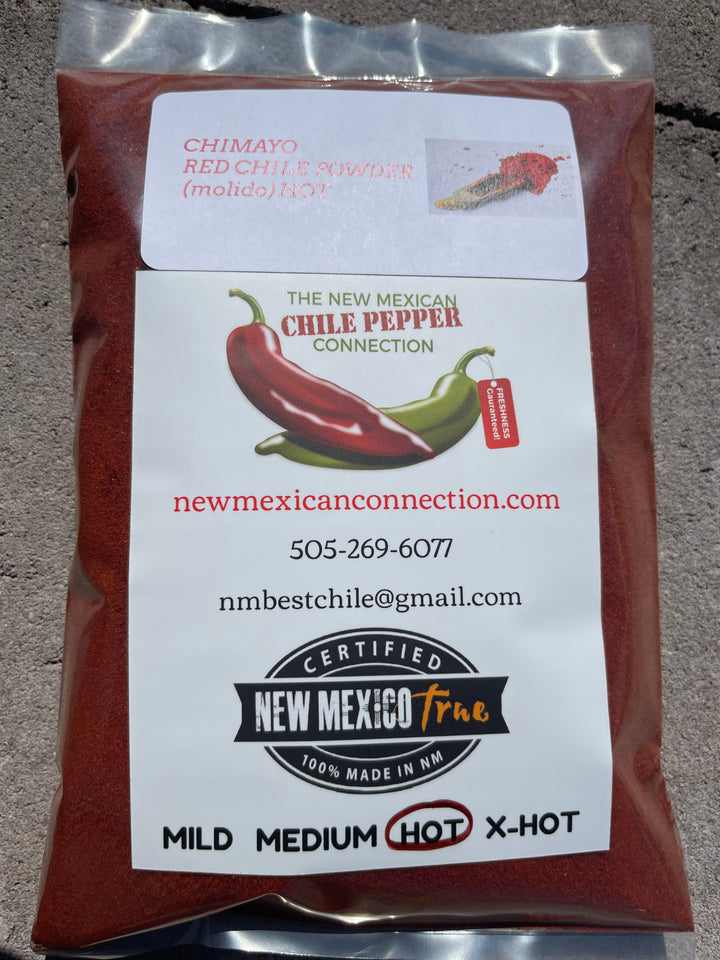 CHIMAYO
RED CHILE POWDER
(molido) HOT
THE NEW MEXICAN
CHILE PEPPER
CONNECTION
FRESHNESS
Gauranteed!
newmexicanconnection.com
505-269-6077
nmbestchile@gmail.com
CERTIFIED
NEW MEXICO True
100% MADE IN NM
MILD MEDIUM HOT X-HOT